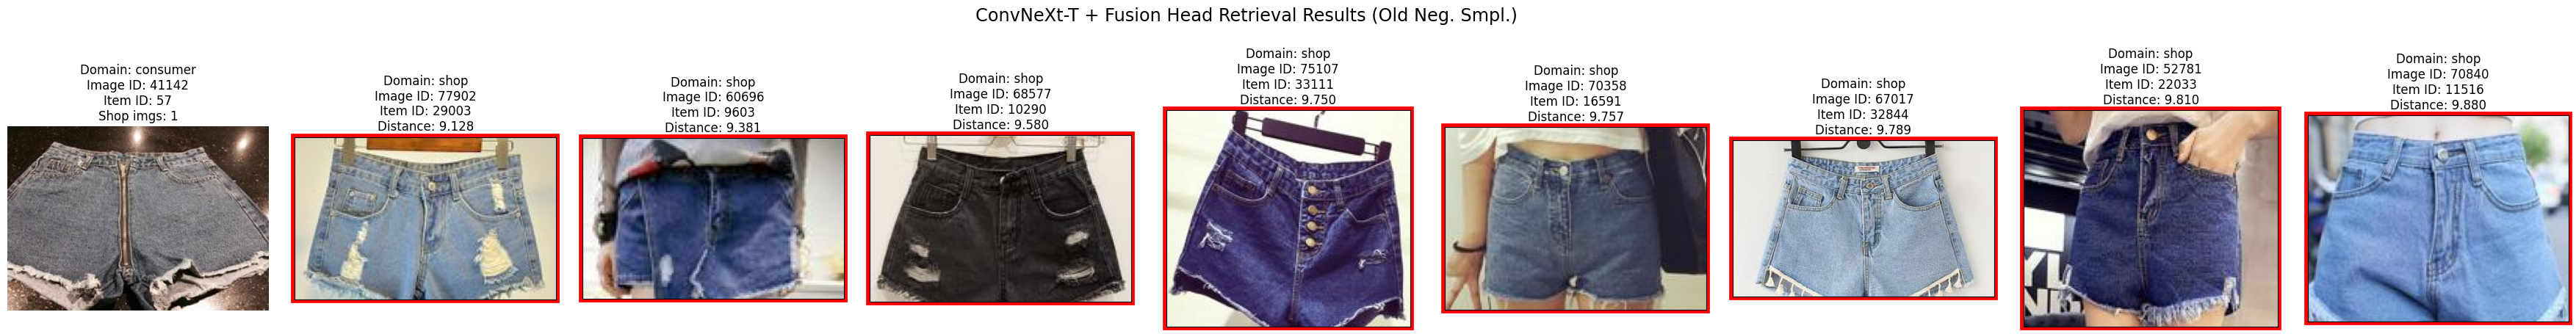 ConvNeXt-T + Fusion Head Retrieval Results (Old Neg. Smpl.)
Domain: consumer
Image ID: 41142
Item ID: 57
Shop imgs: 1
Domain: shop
Image ID: 77902
Item ID: 29003
Distance: 9.128
Domain: shop
Image ID: 60696
Item ID: 9603
Distance: 9.381
Domain: shop
Image ID: 68577
Item ID: 10290
Distance: 9.580
Domain: shop
Image ID: 75107
Item ID: 33111
Distance: 9.750
Domain: shop
Image ID: 70358
Item ID: 16591
Distance: 9.757
Domain: shop
Image ID: 67017
Item ID: 32844
Distance: 9.789
Domain: shop
Image ID: 52781
Item ID: 22033
Distance: 9.810
Domain: shop
Image ID: 70840
Item ID: 11516
Distance: 9.880